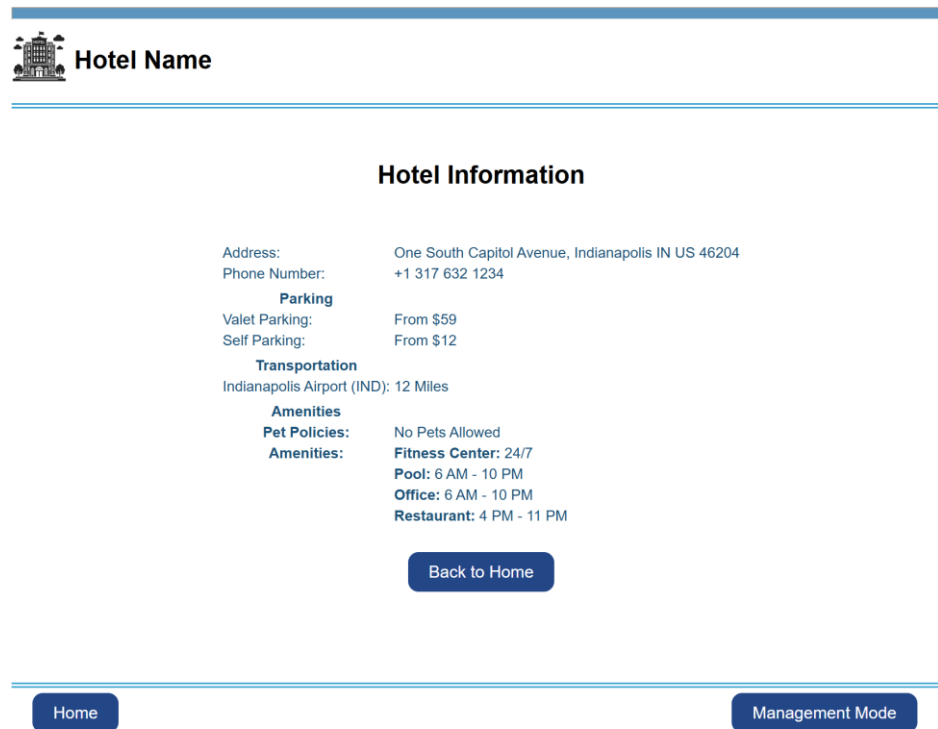 Hotel Name
Hotel Information
Address: One South Capitol Avenue, Indianapolis IN US 46204
Phone Number: +1 317 632 1234
Parking
Valet Parking: From $59
Self Parking: From $12
Transportation
Indianapolis Airport (IND): 12 Miles
Amenities
Pet Policies: No Pets Allowed
Amenities: Fitness Center: 24/7
Pool: 6 AM - 10 PM
Office: 6 AM - 10 PM
Restaurant: 4 PM - 11 PM
Back to Home
Home Management Mode